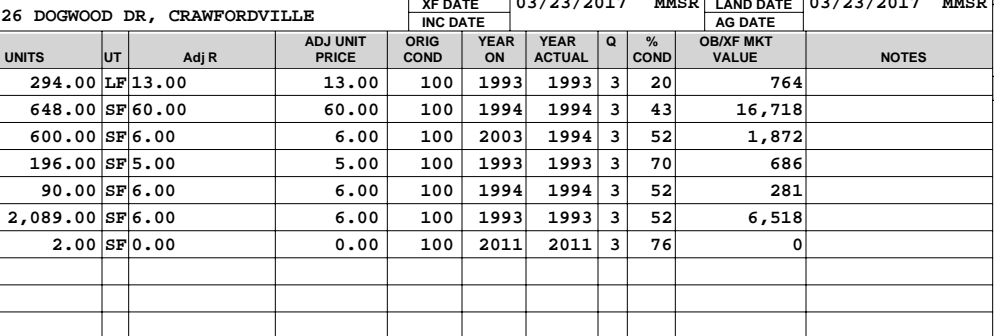 XF DATE 03/23/2017 MMSR LAND DATE 03/23/2017 MMSR
26 DOGWOOD DR, CRAWFORDVILLE INC DATE AG DATE
UNITS UT Adj R ADJ UNIT PRICE ORIG COND YEAR ON YEAR ACTUAL Q % COND OB/XF MKT VALUE NOTES
294.00 LF 13.00 13.00 100 1993 1993 3 20 764
648.00 SF 60.00 60.00 100 1994 1994 3 43 16,718
600.00 SF 6.00 6.00 100 2003 1994 3 52 1,872
196.00 SF 5.00 5.00 100 1993 1993 3 70 686
90.00 SF 6.00 6.00 100 1994 1994 3 52 281
2,089.00 SF 6.00 6.00 100 1993 1993 3 52 6,518
2.00 SF 0.00 0.00 100 2011 2011 3 76 0